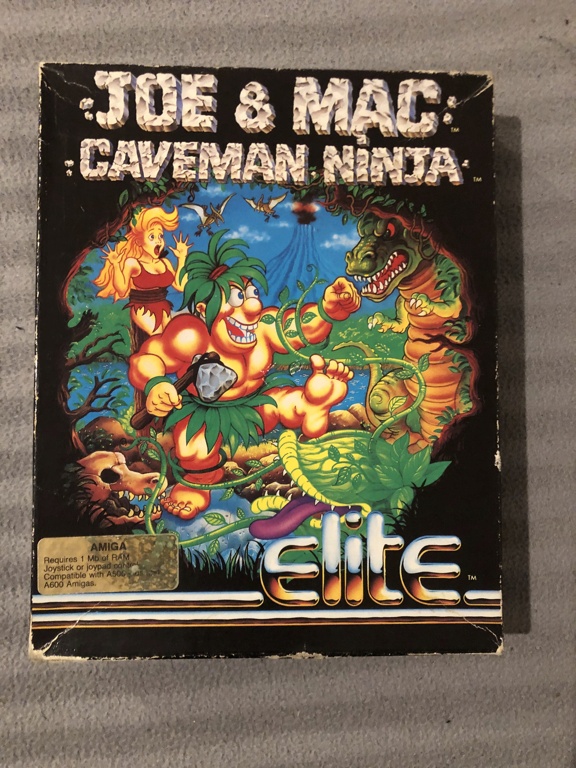 JOE & MAC
TM
CAVEMAN NINJA
TM
AMIGA
Requires 1 Mb of RAM
Joystick or joypad
Compatible with A500
A600 Amigas.
elite
TM